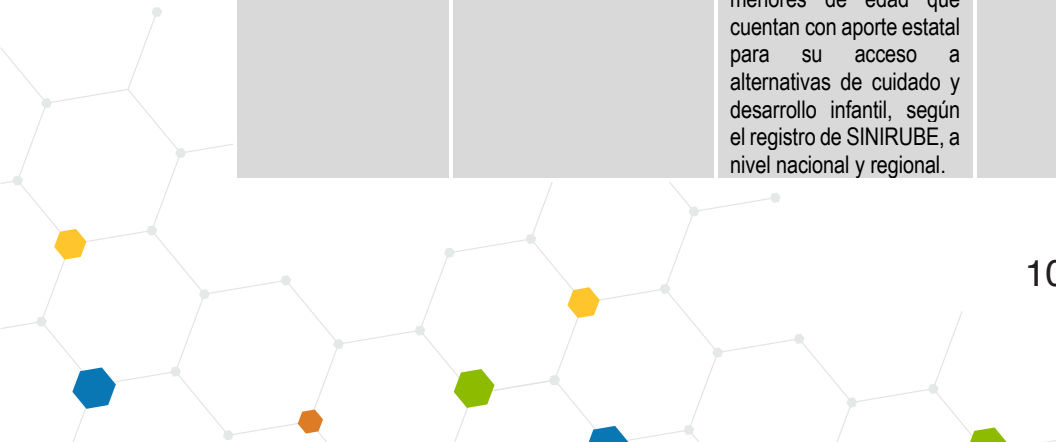 menores de edad que
cuentan con aporte estatal
para su acceso a
alternativas de cuidado y
desarrollo infantil, según
el registro de SINIRUBE, a
nivel nacional y regional.
10